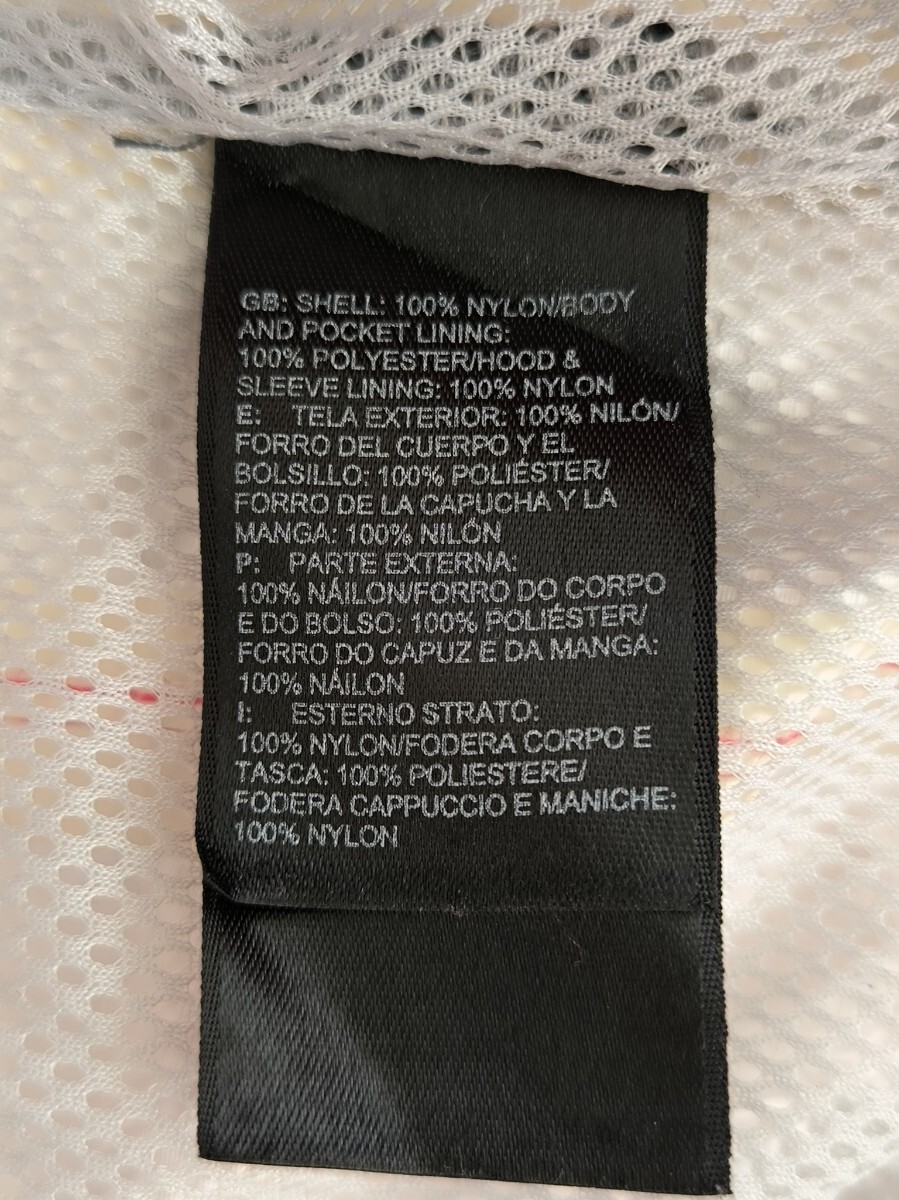 GB: SHELL: 100% NYLON/BODY
AND POCKET LINING:
100% POLYESTER/HOOD &
SLEEVE LINING: 100% NYLON
E: TELA EXTERIOR: 100% NILÓN/
FORRO DEL CUERPO Y EL
BOLSILLO: 100% POLIÉSTER/
FORRO DE LA CAPUCHA Y LA
MANGA: 100% NILÓN
P: PARTE EXTERNA:
100% NÁILON/FORRO DO CORPO
E DO BOLSO: 100% POLIÉSTER/
FORRO DO CAPUZ E DA MANGA:
100% NÁILON
I: ESTERNO STRATO:
100% NYLON/FODERA CORPO E
TASCA: 100% POLIESTERE/
FODERA CAPPUCCIO E MANICHE:
100% NYLON